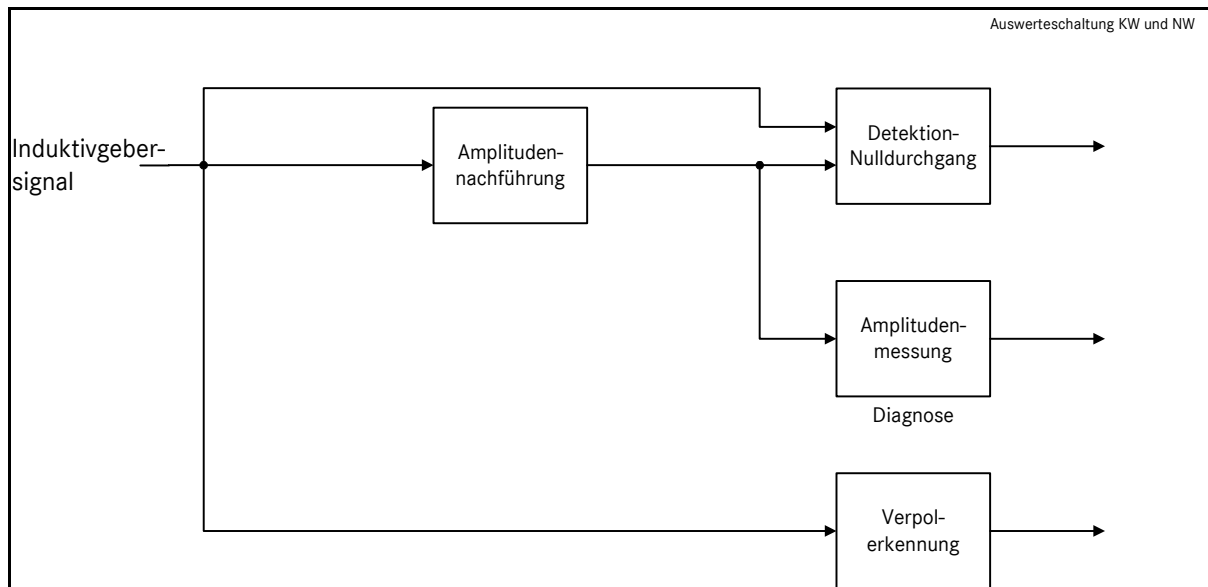 Auswerteschaltung KW und NW
Induktivgeber-
signal
Amplituden-
nachführung
Detektion-
Nulldurchgang
Amplituden-
messung
Diagnose
Verpol-
erkennung